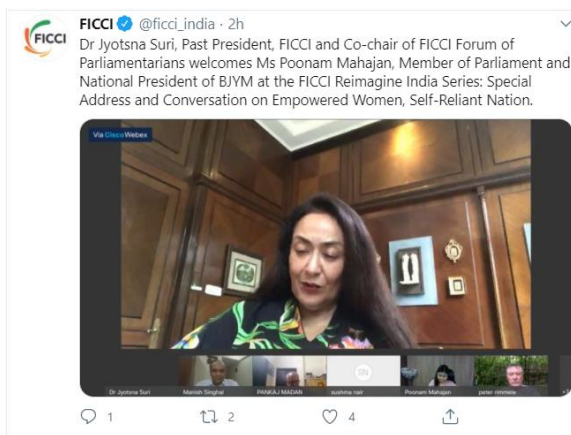 FICCI
FICCI @ficci_india · 2h
Dr Jyotsna Suri, Past President, FICCI and Co-chair of FICCI Forum of
Parliamentarians welcomes Ms Poonam Mahajan, Member of Parliament and
National President of BJYM at the FICCI Reimagine India Series: Special
Address and Conversation on Empowered Women, Self-Reliant Nation.
Via Cisco Webex
SN
Dr Jyotsna Suri Manish Singhal PANKAJ MADAN sushma nair Poonam Mahajan peter rimmele
1 2 4